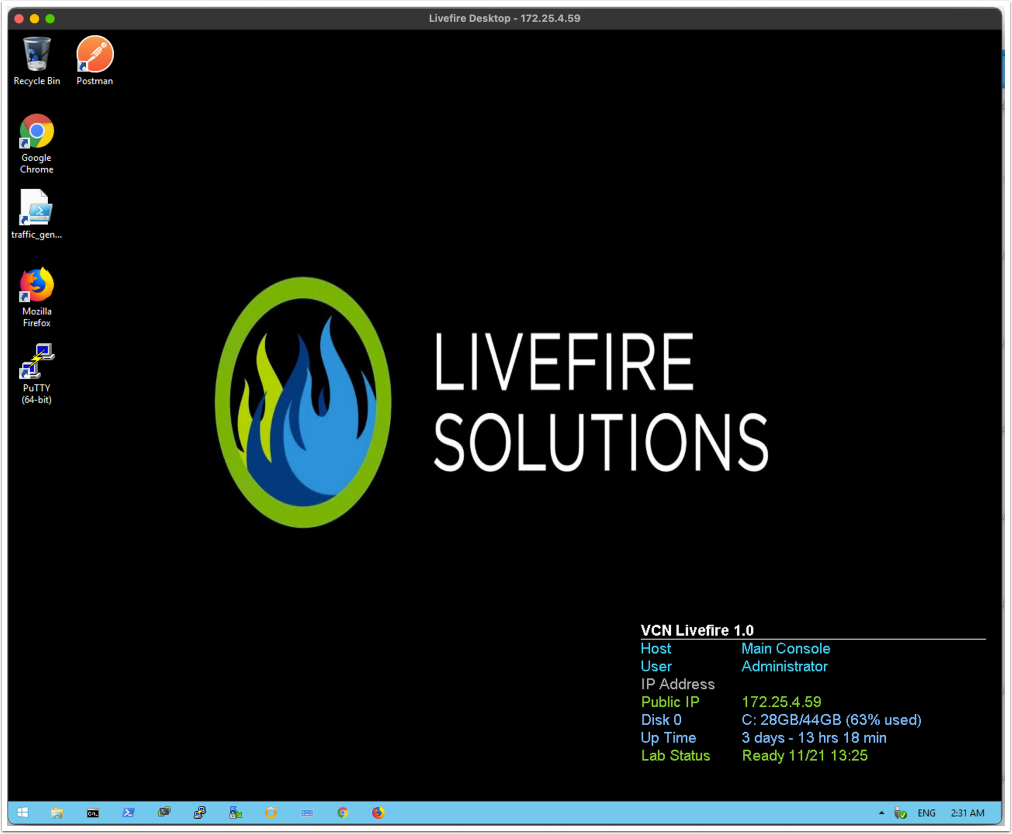 Livefire Desktop - 172.25.4.59
Recycle Bin
Postman
Google
Chrome
traffic_gen...
Mozilla
Firefox
PuTTY
(64-bit)
LIVEFIRE
SOLUTIONS
VCN Livefire 1.0
Host Main Console
User Administrator
IP Address
Public IP 172.25.4.59
Disk 0 C: 28GB/44GB (63% used)
Up Time 3 days - 13 hrs 18 min
Lab Status Ready 11/21 13:25
ENG 2:31 AM